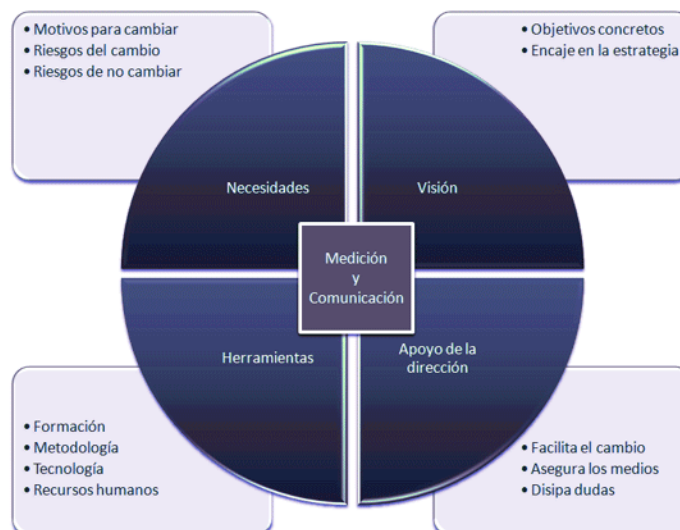 • Motivos para cambiar
• Riesgos del cambio
• Riesgos de no cambiar
• Objetivos concretos
• Encaje en la estrategia
Necesidades
Visión
Medición
y
Comunicación
Herramientas
Apoyo de la
dirección
• Formación
• Metodología
• Tecnología
• Recursos humanos
• Facilita el cambio
• Asegura los medios
• Disipa dudas